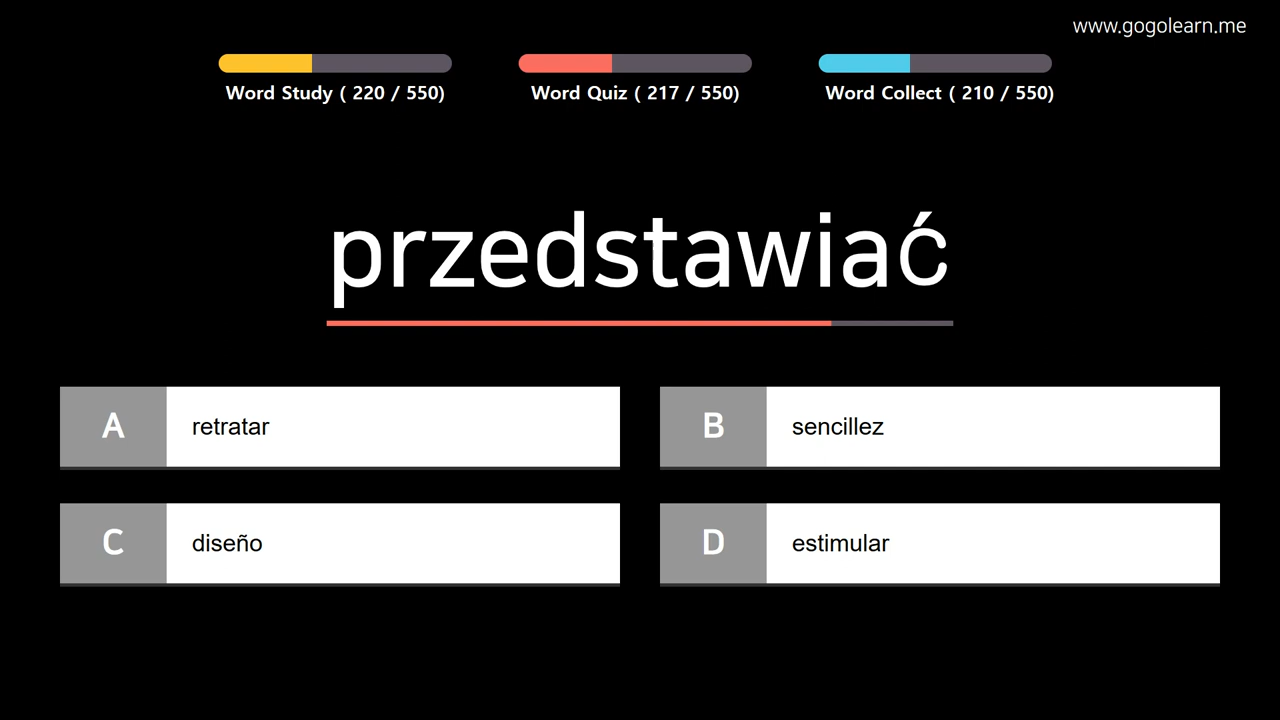 www.gogolearn.me
Word Study ( 220 / 550)
Word Quiz ( 217 / 550)
Word Collect ( 210 / 550)
przedstawiać
A retratar
B sencillez
C diseño
D estimular